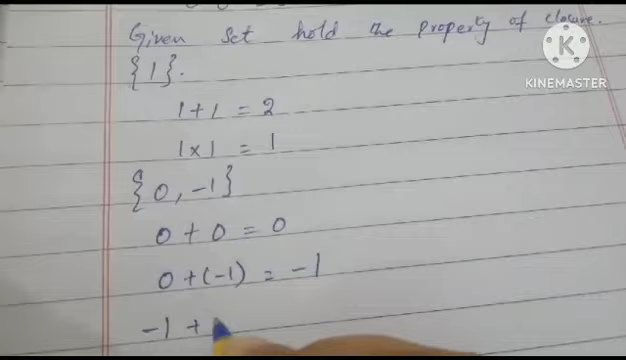 Given set hold the property of closure.
K
KINEMASTER
{1}.
1+1 = 2
1×1 = 1
{0, -1}
0 + 0 = 0
0 + (-1) = -1
-1 +